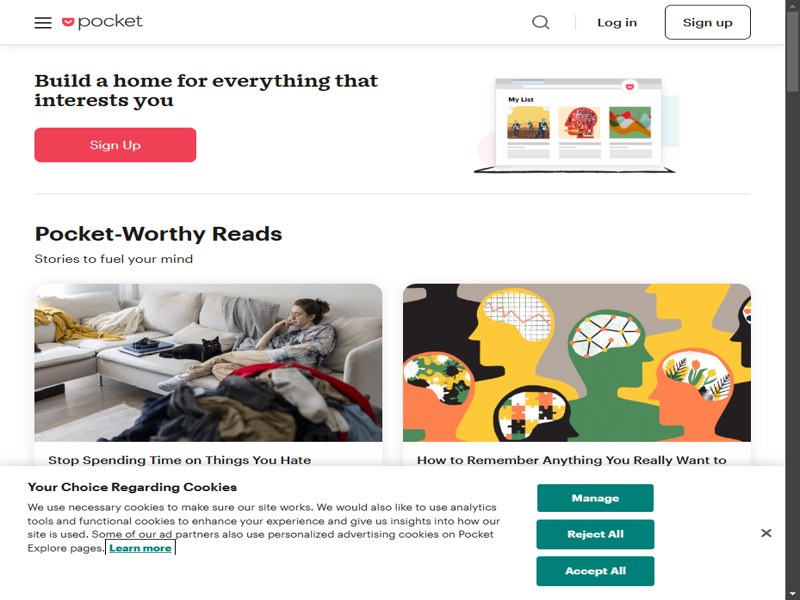 pocket
Log in
Sign up
Build a home for everything that
interests you
Sign Up
My List
Pocket-Worthy Reads
Stories to fuel your mind
Stop Spending Time on Things You Hate
How to Remember Anything You Really Want to
Your Choice Regarding Cookies
We use necessary cookies to make sure our site works. We would also like to use analytics
tools and functional cookies to enhance your experience and give us insights into how our
site is used. Some of our ad partners also use personalized advertising cookies on Pocket
Explore pages. Learn more
Manage
Reject All
Accept All